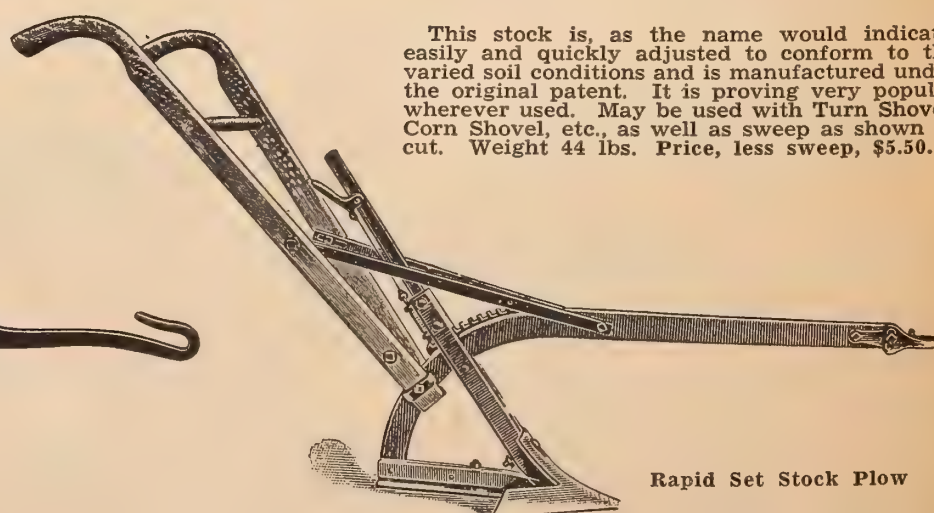 This stock is, as the name would indicat
easily and quickly adjusted to conform to th
varied soil conditions and is manufactured und
the original patent. It is proving very popul
wherever used. May be used with Turn Shov
Corn Shovel, etc., as well as sweep as shown
cut. Weight 44 lbs. Price, less sweep, $5.50.
Rapid Set Stock Plow